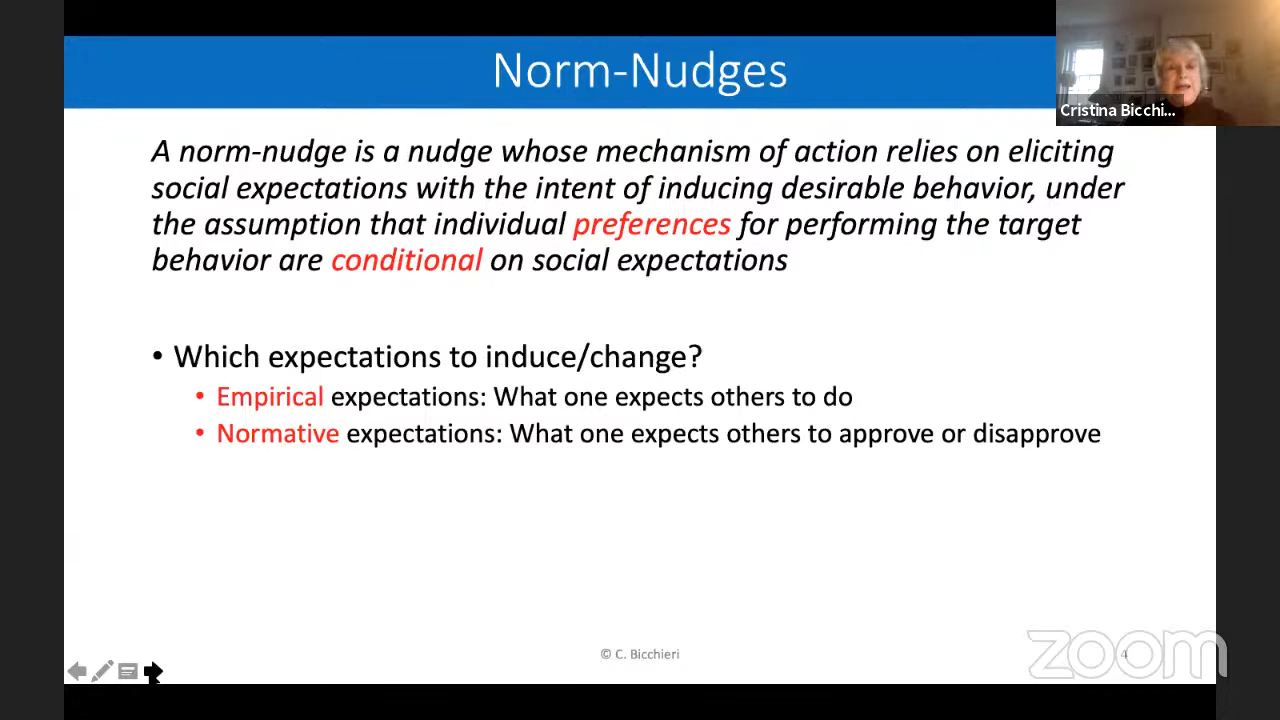 Norm-Nudges
Cristina Bicchi...
A norm-nudge is a nudge whose mechanism of action relies on eliciting
social expectations with the intent of inducing desirable behavior, under
the assumption that individual preferences for performing the target
behavior are conditional on social expectations
• Which expectations to induce/change?
• Empirical expectations: What one expects others to do
• Normative expectations: What one expects others to approve or disapprove
© C. Bicchieri
4
zoom